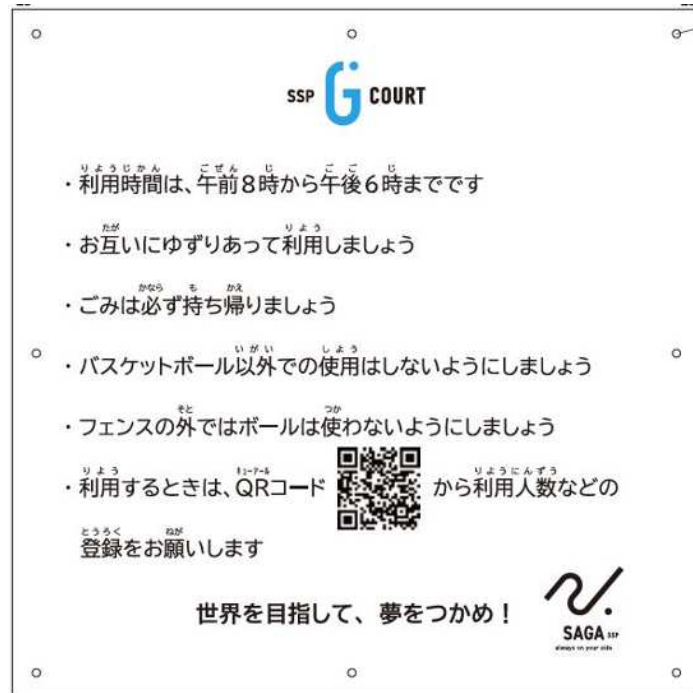 SSP G COURT
・利用時間は、午前8時から午後6時までです
・お互いにゆずりあって利用しましょう
・ごみは必ず持ち帰りましょう
・バスケットボール以外での使用はしないようにしましょう
・フェンスの外ではボールは使わないようにしましょう
・利用するときは、QRコード から利用人数などの
登録をお願いします
世界を目指して、夢をつかめ！
SAGA SSP
always on your side